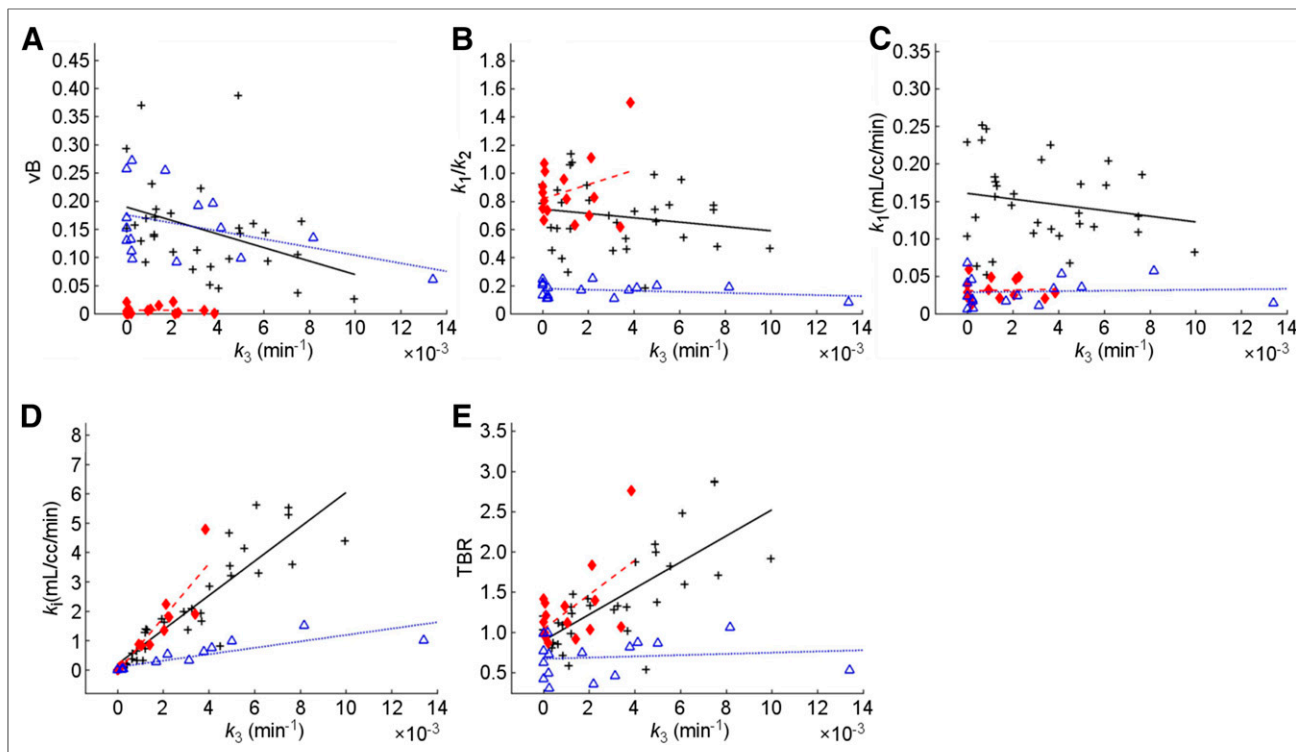 A
0.45
0.40
0.35
0.30
0.25
0.20
0.15
0.10
0.05
0
vB
0 2 4 6 8 10 12 14
k3 (min-1) ×10-3
B
1.8
1.6
1.4
1.2
1.0
0.8
0.6
0.4
0.2
0
k1/k2
0 2 4 6 8 10 12 14
k3 (min-1) ×10-3
C
0.35
0.30
0.25
0.20
0.15
0.10
0.05
0
k1(mL/cc/min)
0 2 4 6 8 10 12 14
k3 (min-1) ×10-3
D
8
7
6
5
4
3
2
1
0
ki(mL/cc/min)
0 2 4 6 8 10 12 14
k3 (min-1) ×10-3
E
3.5
3.0
2.5
2.0
1.5
1.0
0.5
TBR
0 2 4 6 8 10 12 14
k3 (min-1) ×10-3